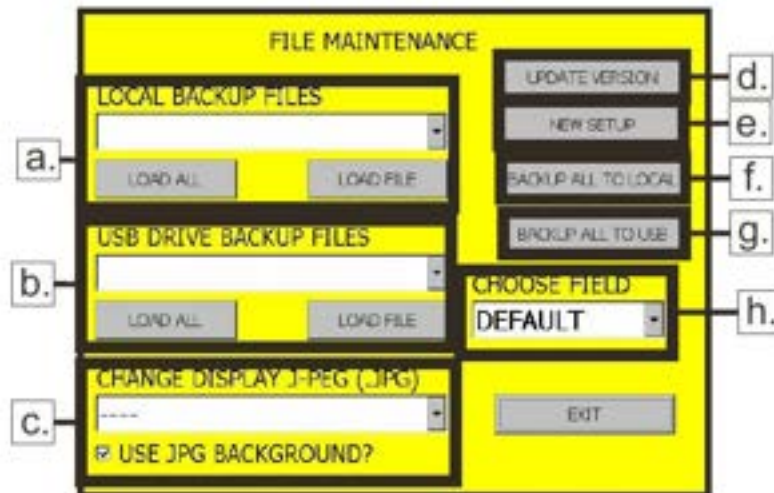 FILE MAINTENANCE
a.
LOCAL BACKUP FILES
LOAD ALL
LOAD FILE
b.
USB DRIVE BACKUP FILES
LOAD ALL
LOAD FILE
c.
CHANGE DISPLAY J-PEG (.JPG)
----
USE JPG BACKGROUND?
UPDATE VERSION
d.
NEW SETUP
e.
BACKUP ALL TO LOCAL
f.
BACKUP ALL TO USB
g.
CHOOSE FIELD
DEFAULT
h.
EXIT